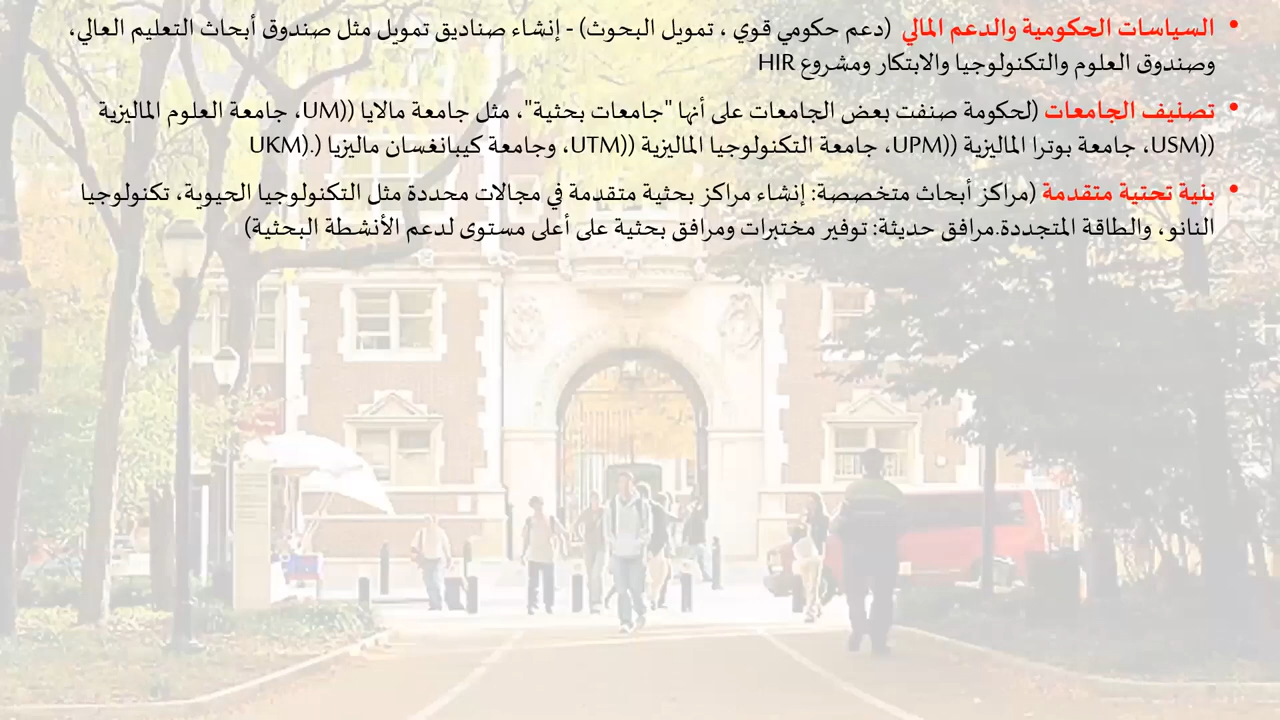 • السياسات الحكومية والدعم المالي (دعم حكومي قوي ، تمويل البحوث) - إنشاء صناديق تمويل مثل صندوق أبحاث التعليم العالي،
وصندوق العلوم والتكنولوجيا والابتكار ومشروع HIR
• تصنيف الجامعات (لحكومة صنفت بعض الجامعات على أنها "جامعات بحثية"، مثل جامعة مالايا ((UM، جامعة العلوم الماليزية
((USM، جامعة بوترا الماليزية ((UPM، جامعة التكنولوجيا الماليزية ((UTM، وجامعة كيبانغسان ماليزيا (.(UKM
• بنية تحتية متقدمة (مراكز أبحاث متخصصة: إنشاء مراكز بحثية متقدمة في مجالات محددة مثل التكنولوجيا الحيوية، تكنولوجيا
النانو، والطاقة المتجددة.مرافق حديثة: توفير مختبرات ومرافق بحثية على أعلى مستوى لدعم الأنشطة البحثية)